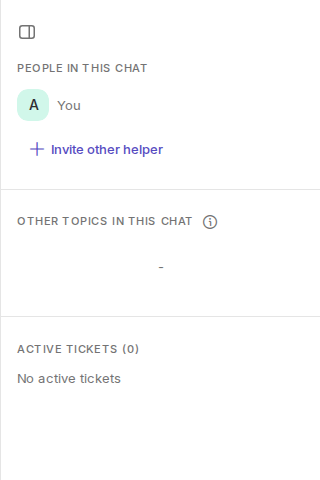 PEOPLE IN THIS CHAT
A You
Invite other helper
OTHER TOPICS IN THIS CHAT
-
ACTIVE TICKETS (0)
No active tickets